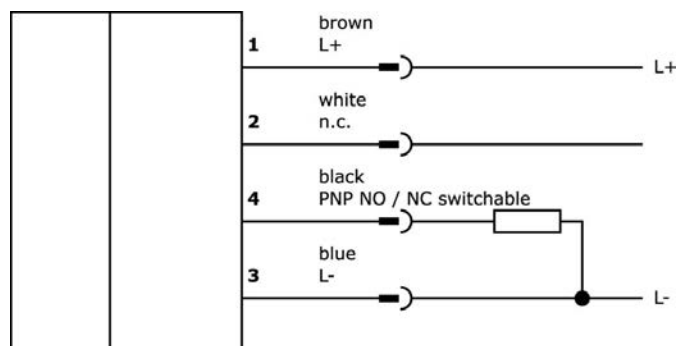 brown
1 L+
L+
white
2 n.c.
black
4 PNP NO / NC switchable
blue
3 L-
L-